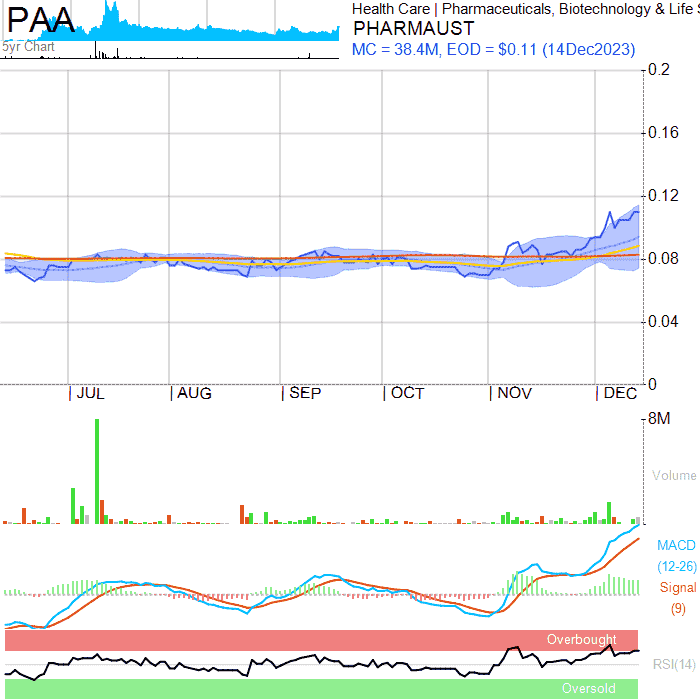 PAA
5yr Chart
Health Care | Pharmaceuticals, Biotechnology & Life S
PHARMAUST
MC = 38.4M, EOD = $0.11 (14Dec2023)
0.2
0.16
0.12
0.08
0.04
0
| JUL | AUG | SEP | OCT | NOV | DEC
8M
Volume
MACD
(12-26)
Signal
(9)
Overbought
RSI(14)
Oversold